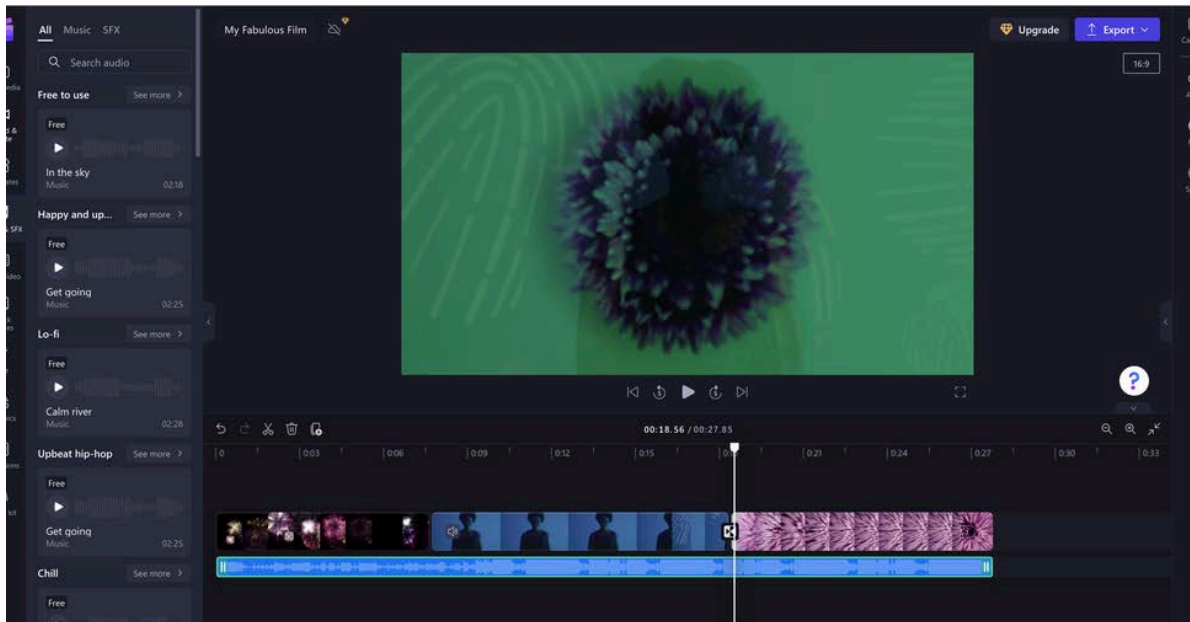 All Music SFX
Search audio
Free to use See more >
Free
In the sky
Music 02:18
Happy and up... See more >
Free
Get going
Music 02:25
Lo-fi See more >
Free
Calm river
Music 02:28
Upbeat hip-hop See more >
Free
Get going
Music 02:25
Chill See more >
Free
My Fabulous Film
Upgrade
Export
16:9
?
00:18.56 / 00:27.85
0 0:03 0:06 0:09 0:12 0:15 0:21 0:24 0:27 0:30 0:33